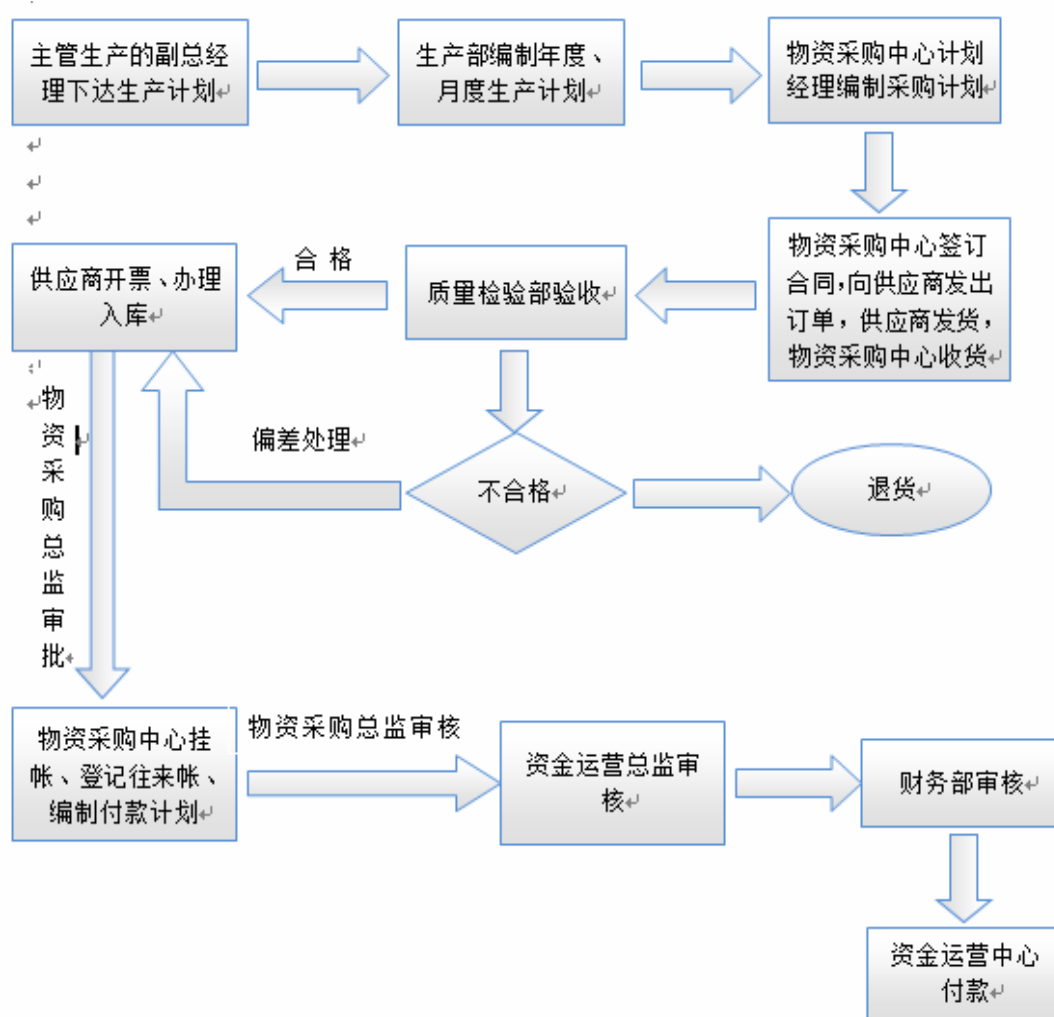 主管生产的副总经
理下达生产计划
生产部编制年度、
月度生产计划
物资采购中心计划
经理编制采购计划
物资采购中心签订
合同,向供应商发出
订单，供应商发货，
物资采购中心收货
质量检验部验收
合 格
供应商开票、办理
入库
不合格
偏差处理
退货
物
资
采
购
总
监
审
批
物资采购中心挂
帐、登记往来帐、
编制付款计划
物资采购总监审核
资金运营总监审
核
财务部审核
资金运营中心
付款